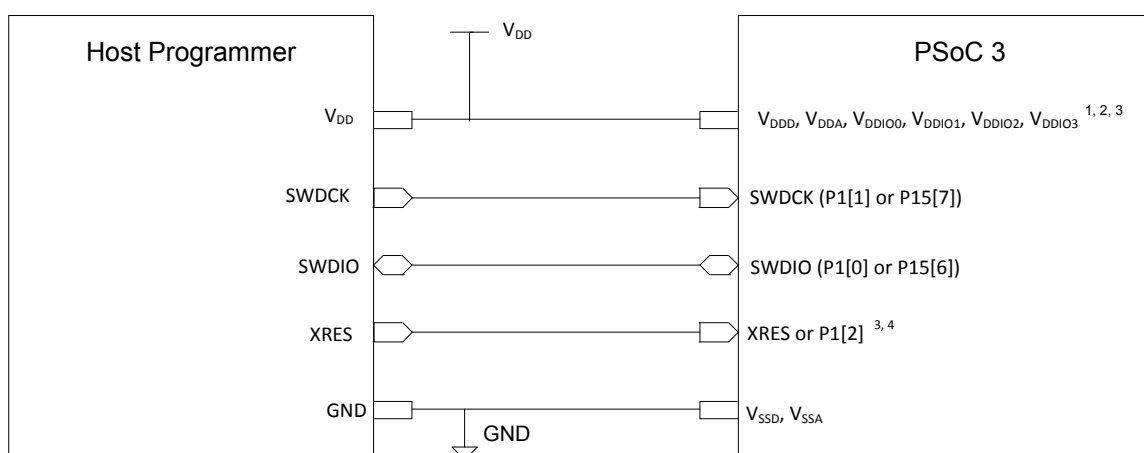 Host Programmer
V_DD
PSoC 3
V_DD
V_DDD, V_DDA, V_DDIO0, V_DDIO1, V_DDIO2, V_DDIO3 1, 2, 3
SWDCK
SWDCK (P1[1] or P15[7])
SWDIO
SWDIO (P1[0] or P15[6])
XRES
XRES or P1[2] 3, 4
GND
V_SSD, V_SSA
GND